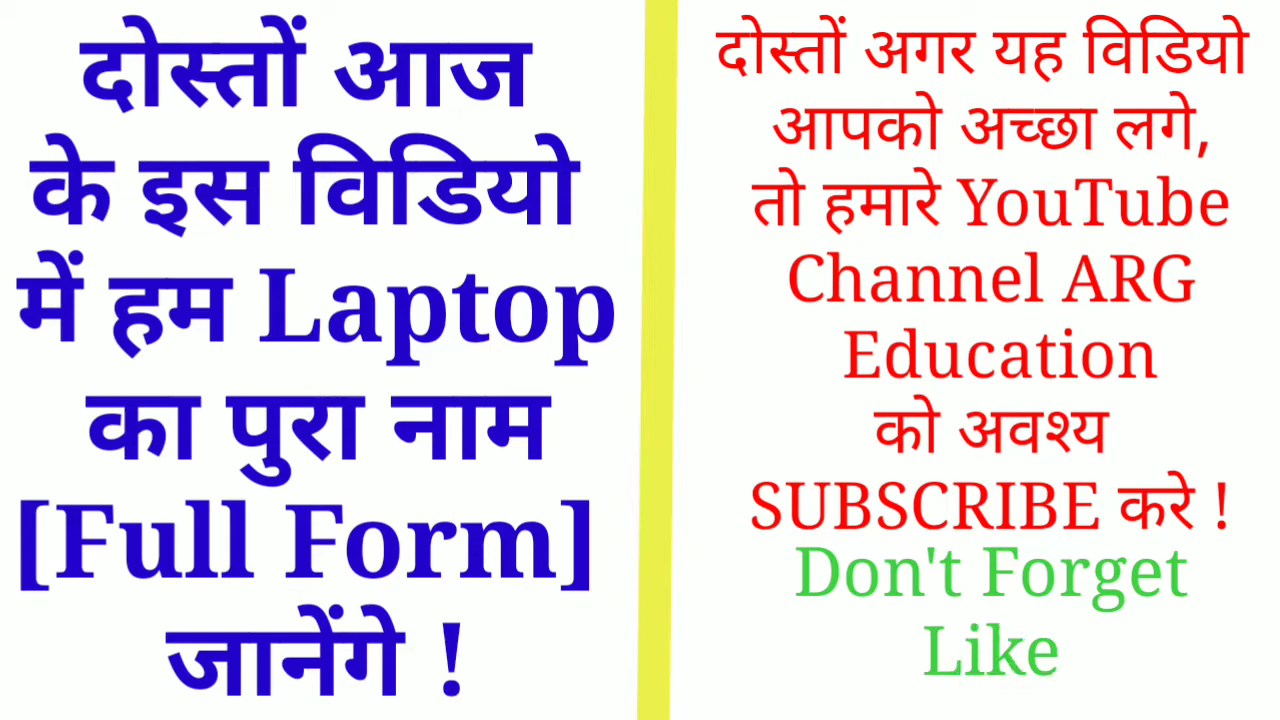 दोस्तों आज
के इस विडियो
में हम Laptop
का पुरा नाम
[Full Form]
जानेंगे !
दोस्तों अगर यह विडियो
आपको अच्छा लगे,
तो हमारे YouTube
Channel ARG
Education
को अवश्य
SUBSCRIBE करे !
Don't Forget
Like